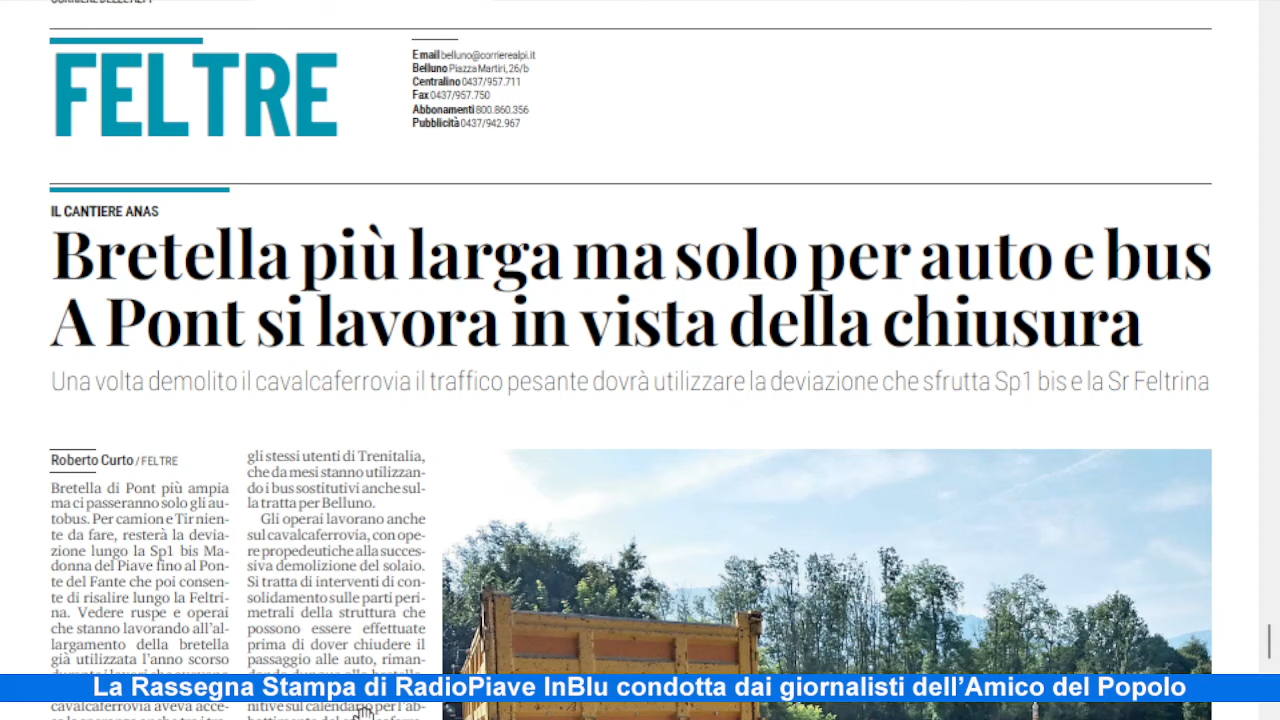 FELTRE
Email belluno@corrierealpi.it
Belluno Piazza Martiri, 26/b
Centralino 0437/957.711
Fax 0437/957.750
Abbonamenti 800.860.356
Pubblicità 0437/942.967
IL CANTIERE ANAS
Bretella più larga ma solo per auto e bus
A Pont si lavora in vista della chiusura
Una volta demolito il cavalcaferrovia il traffico pesante dovrà utilizzare la deviazione che sfrutta Sp1 bis e la Sr Feltrina
Roberto Curto / FELTRE
Bretella di Pont più ampia
ma ci passeranno solo gli au-
tobus. Per camion e Tir nien-
te da fare, resterà la devia-
zione lungo la Sp1 bis Ma-
donna del Piave fino al Pon-
te del Fante che poi consen-
te di risalire lungo la Feltri-
na. Vedere ruspe e operai
che stanno lavorando all'al-
largamento della bretella
già utilizzata l'anno scorso
cavalcaferrovia aveva acce-
gli stessi utenti di Trenitalia,
che da mesi stanno utilizzan-
do i bus sostitutivi anche sul-
la tratta per Belluno.
Gli operai lavorano anche
sul cavalcaferrovia, con ope-
re propedeutiche alla succes-
siva demolizione del solaio.
Si tratta di interventi di con-
solidamento sulle parti peri-
metrali della struttura che
possono essere effettuate
prima di dover chiudere il
passaggio alle auto, riman-
nitive sul calendario per l'ab-
La Rassegna Stampa di RadioPiave InBlu condotta dai giornalisti dell'Amico del Popolo